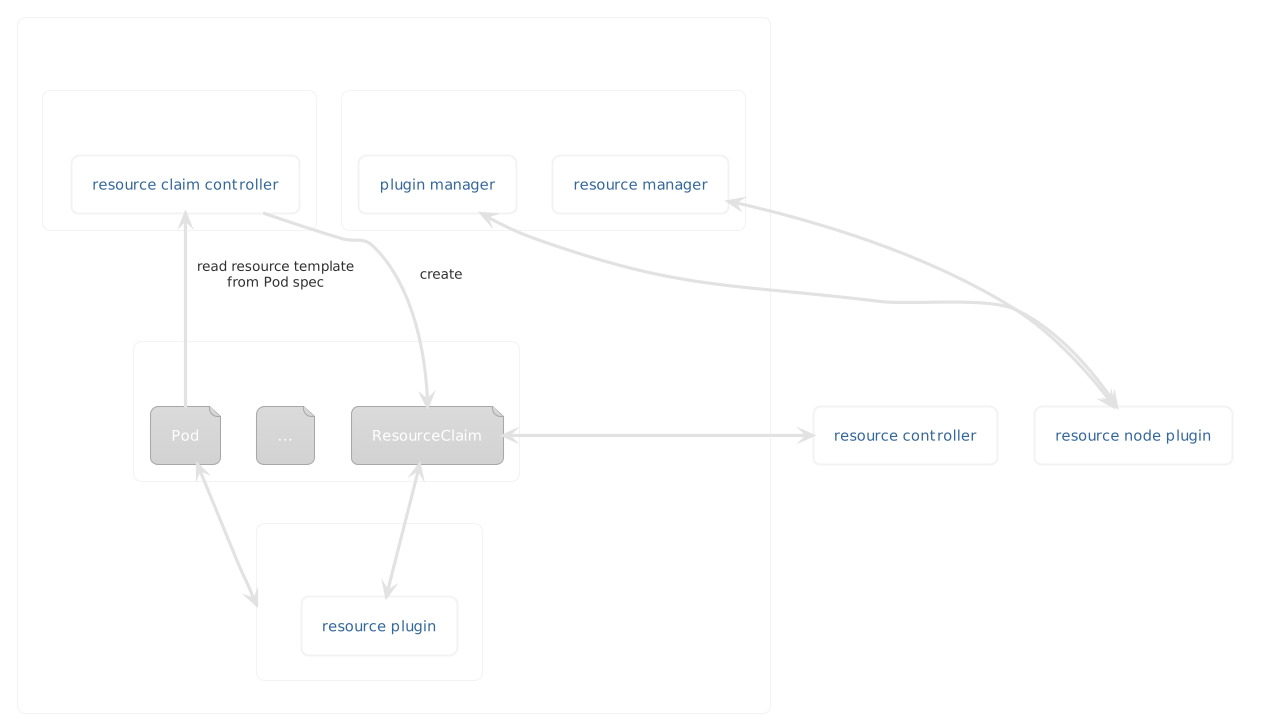 resource claim controller
plugin manager
resource manager
read resource template
from Pod spec
create
Pod
...
ResourceClaim
resource controller
resource node plugin
resource plugin